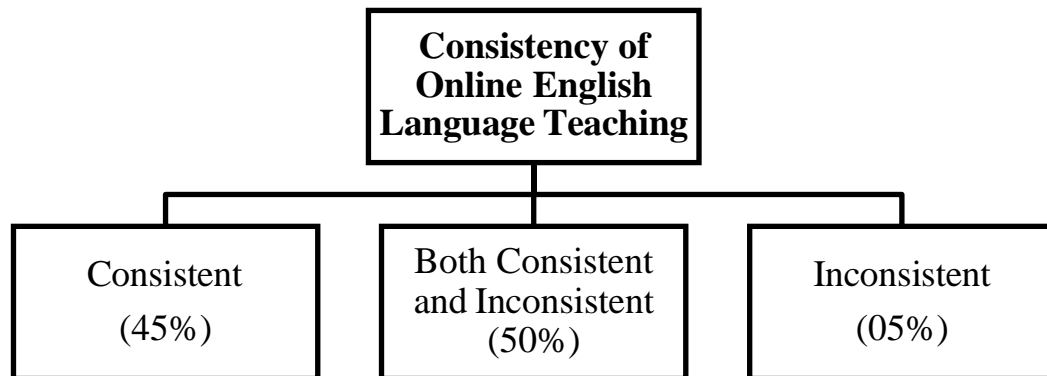 Consistency of
Online English
Language Teaching
Consistent
(45%)
Both Consistent
and Inconsistent
(50%)
Inconsistent
(05%)